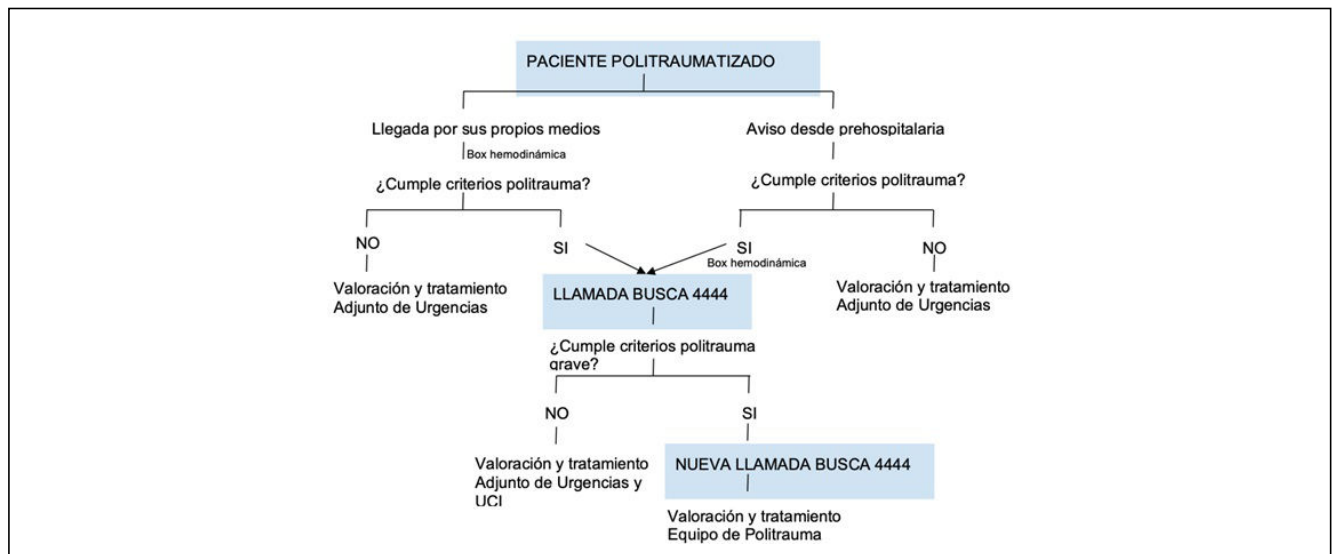 PACIENTE POLITRAUMATIZADO
Llegada por sus propios medios
Aviso desde prehospitalaria
Box hemodinámica
¿Cumple criterios politrauma?
¿Cumple criterios politrauma?
NO
SI
SI
NO
Box hemodinámica
Valoración y tratamiento
Adjunto de Urgencias
LLAMADA BUSCA 4444
Valoración y tratamiento
Adjunto de Urgencias
¿Cumple criterios politrauma
grave?
NO
SI
Valoración y tratamiento
Adjunto de Urgencias y
UCI
NUEVA LLAMADA BUSCA 4444
Valoración y tratamiento
Equipo de Politrauma